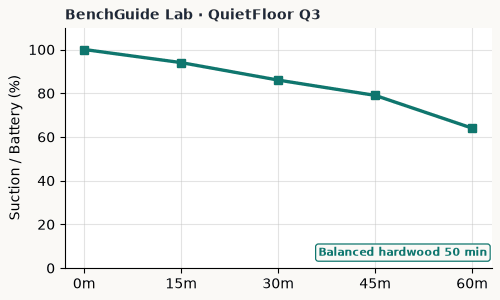 BenchGuide Lab · QuietFloor Q3
Suction / Battery (%)
100
80
60
40
20
0
Balanced hardwood 50 min
0m 15m 30m 45m 60m